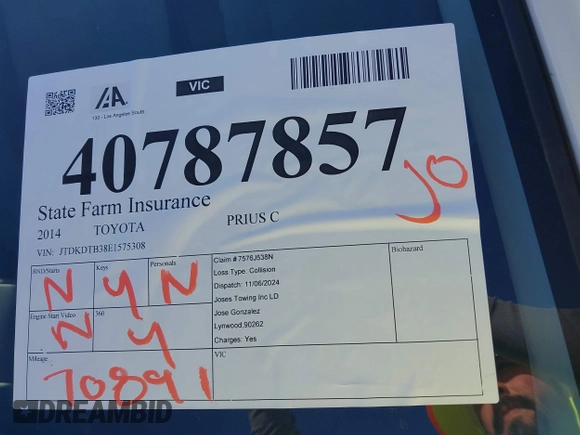 IAA
VIC
192 - Los Angeles South
40787857
JO
State Farm Insurance
2014 TOYOTA PRIUS C
VIN: JTDKDTB38E1575308
RND/Starts Keys Personals
N Y N
Engine Start Video 360
N Y
Mileage
70891
Claim # 7576J538N
Loss Type: Collision
Dispatch: 11/06/2024
Joses Towing Inc LD
Jose Gonzalez
Lynwood,90262
Charges: Yes
VIC
Biohazard
DREAMBID